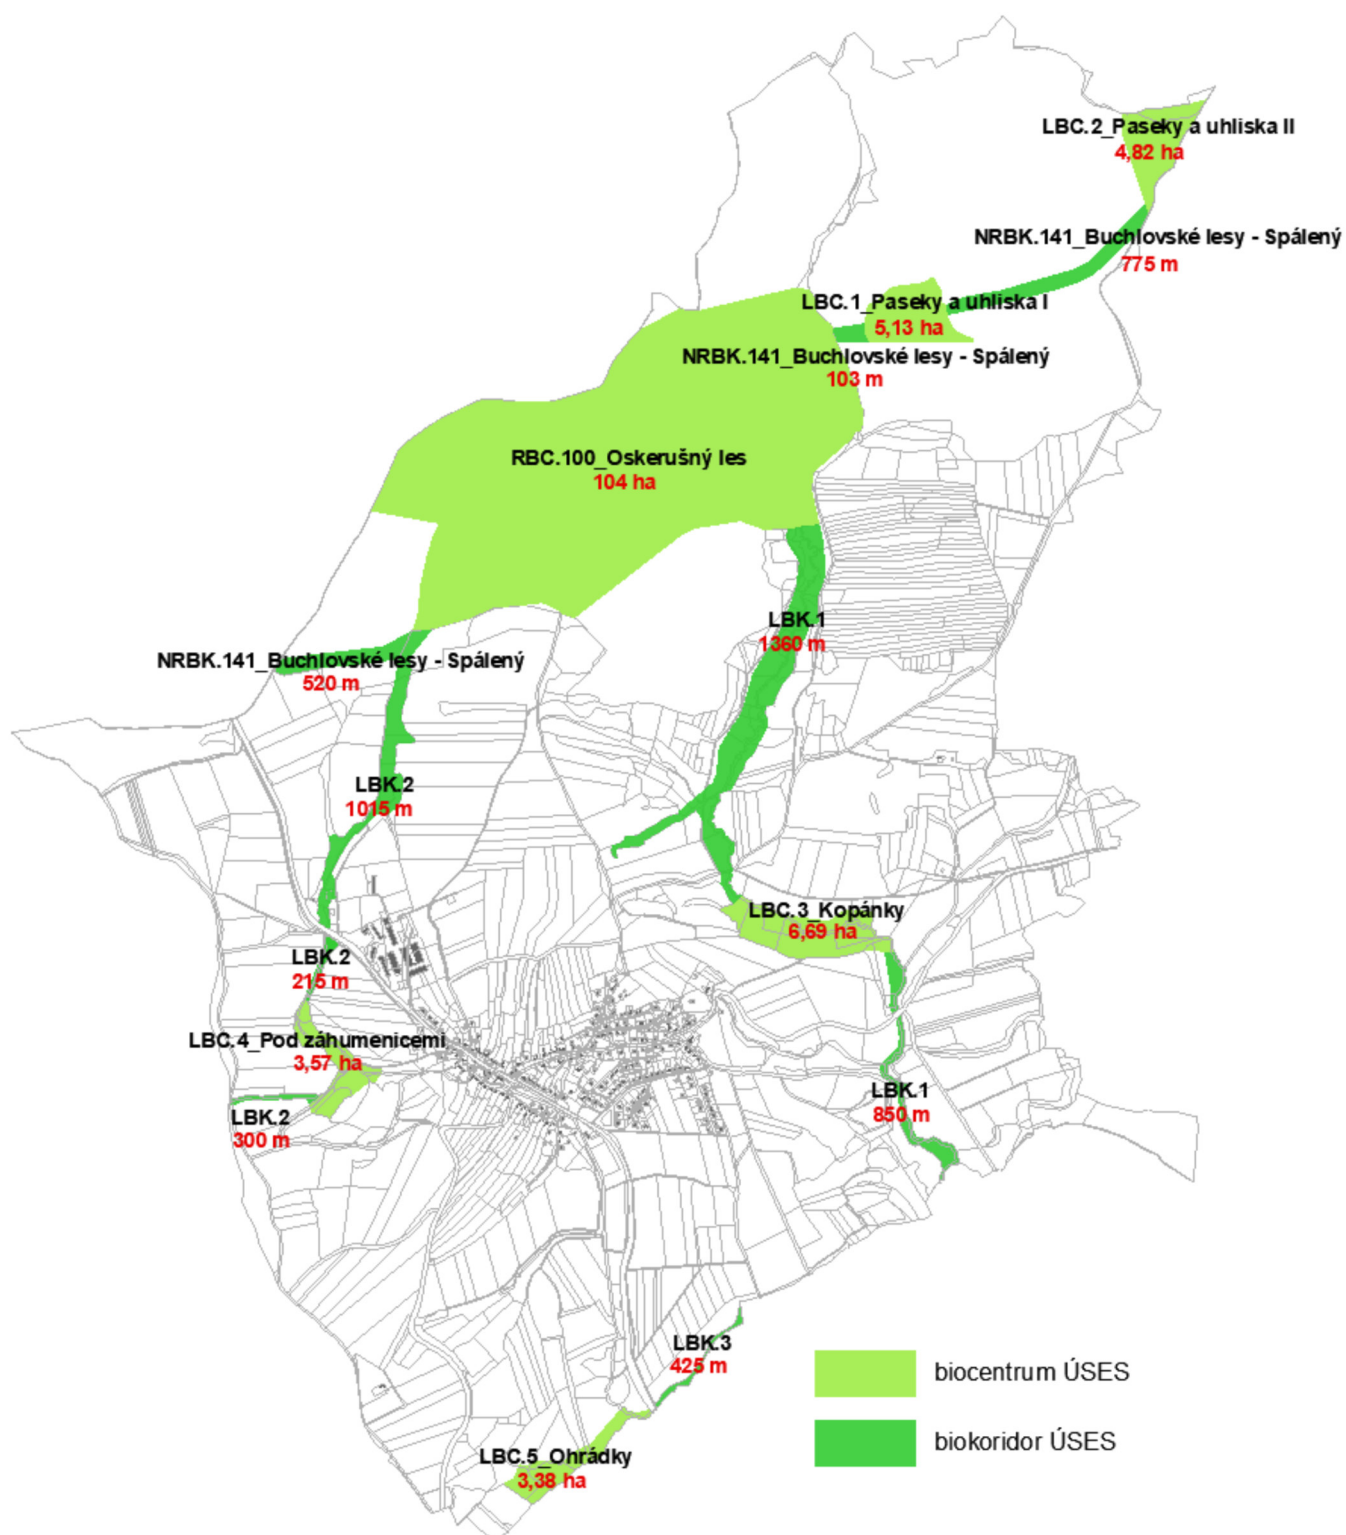 LBC.2_Paseky a uhliska II
4,82 ha
NRBK.141_Buchlovské lesy - Spálený
775 m
LBC.1_Paseky a uhliska I
5,13 ha
NRBK.141_Buchlovské lesy - Spálený
103 m
RBC.100_Oskerušný les
104 ha
LBK.1
1360 m
NRBK.141_Buchlovské lesy - Spálený
520 m
LBK.2
1015 m
LBC.3_Kopánky
6,69 ha
LBK.2
215 m
LBC.4_Pod záhumenicemi
3,57 ha
LBK.1
850 m
LBK.2
300 m
LBK.3
425 m
biocentrum ÚSES
biokoridor ÚSES
LBC.5_Ohrádky
3,38 ha